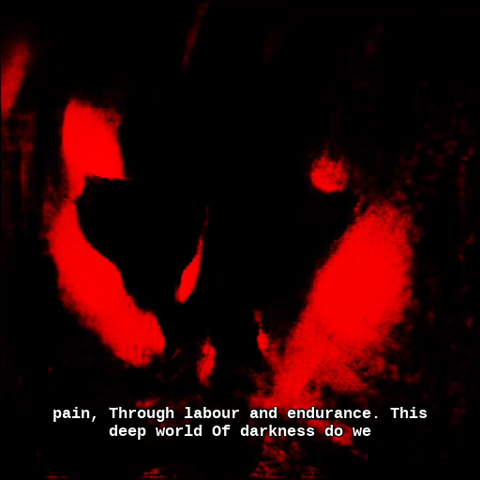 pain, Through labour and endurance. This
deep world Of darkness do we